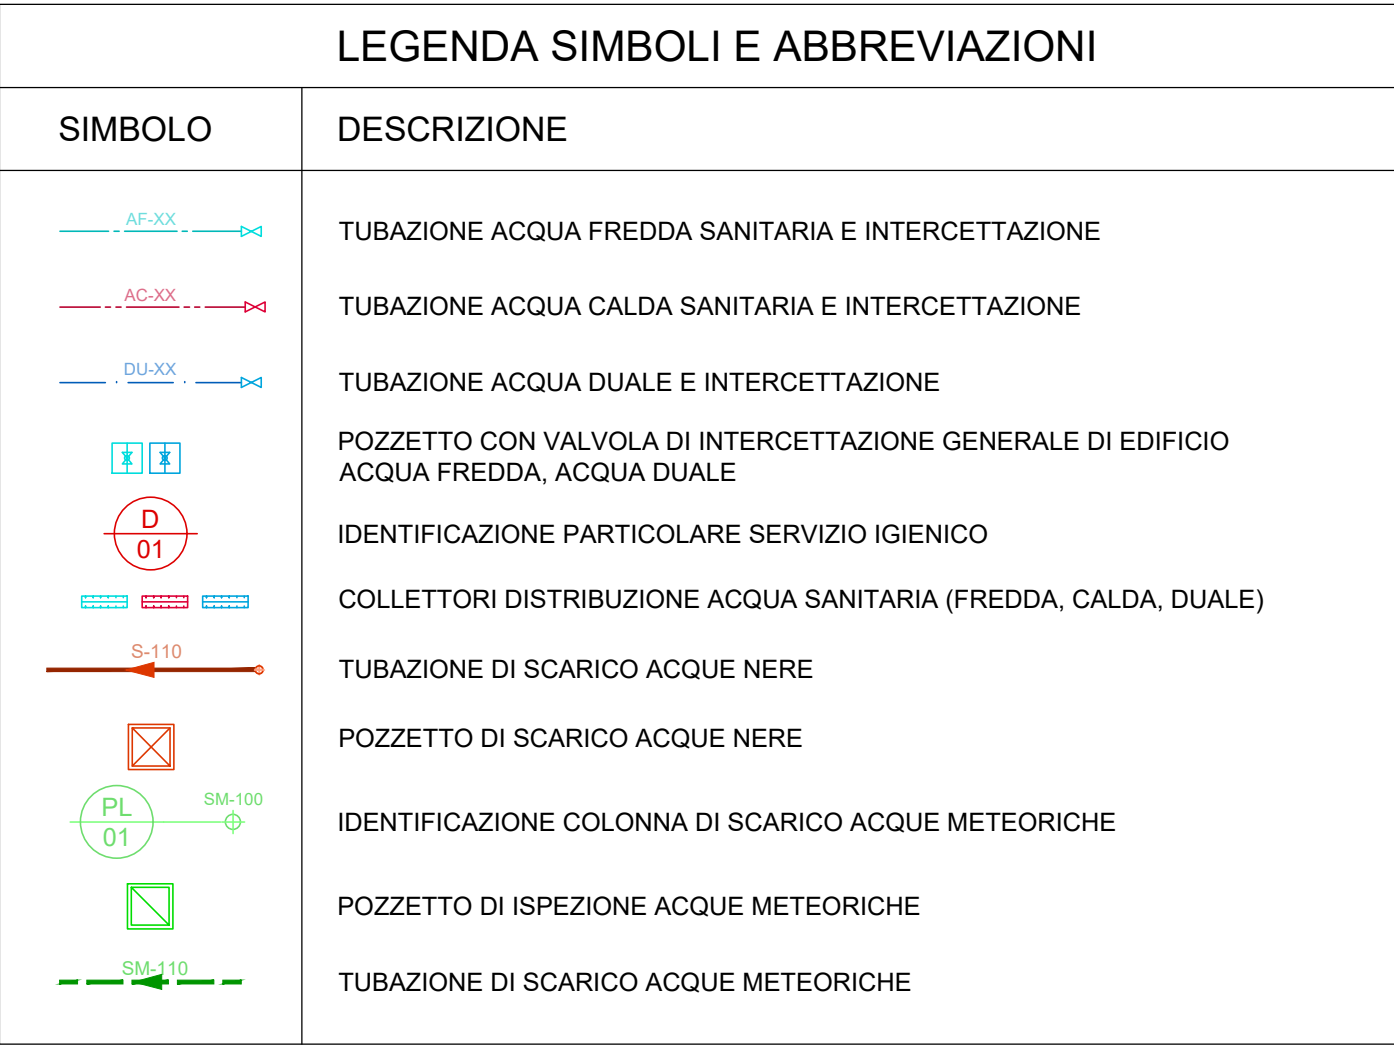 LEGENDA SIMBOLI E ABBREVIAZIONI
SIMBOLO
DESCRIZIONE
AF-XX
TUBAZIONE ACQUA FREDDA SANITARIA E INTERCETTAZIONE
AC-XX
TUBAZIONE ACQUA CALDA SANITARIA E INTERCETTAZIONE
DU-XX
TUBAZIONE ACQUA DUALE E INTERCETTAZIONE
POZZETTO CON VALVOLA DI INTERCETTAZIONE GENERALE DI EDIFICIO
ACQUA FREDDA, ACQUA DUALE
D
01
IDENTIFICAZIONE PARTICOLARE SERVIZIO IGIENICO
COLLETTORI DISTRIBUZIONE ACQUA SANITARIA (FREDDA, CALDA, DUALE)
S-110
TUBAZIONE DI SCARICO ACQUE NERE
POZZETTO DI SCARICO ACQUE NERE
PL
01
SM-100
IDENTIFICAZIONE COLONNA DI SCARICO ACQUE METEORICHE
POZZETTO DI ISPEZIONE ACQUE METEORICHE
SM-110
TUBAZIONE DI SCARICO ACQUE METEORICHE